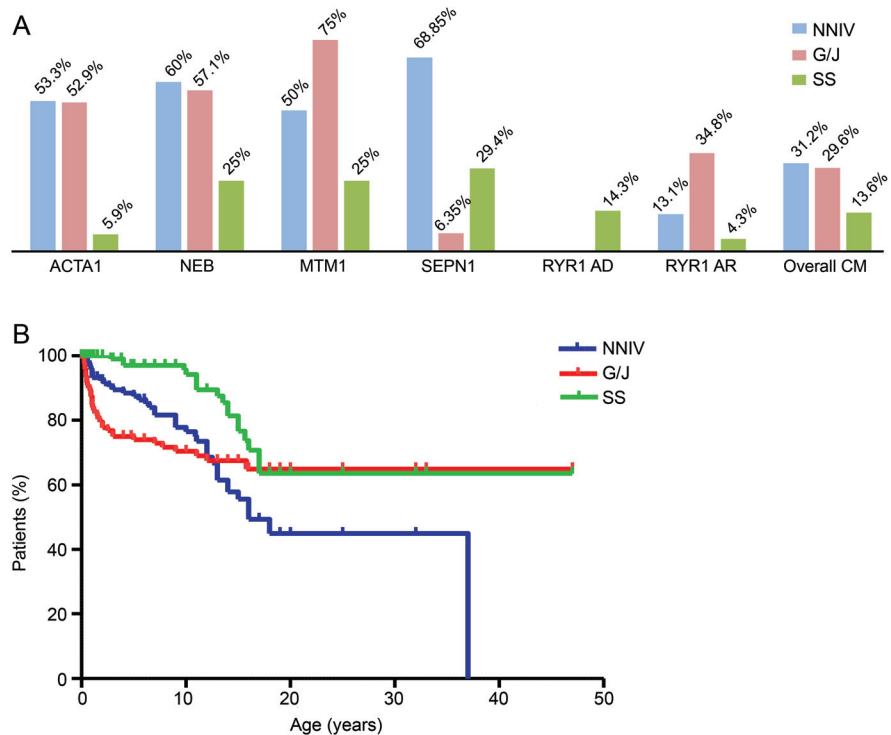 A
NNIV
G/J
SS
53.3% 52.9% 5.9%
60% 57.1% 25%
50% 75% 25%
68.85% 6.35% 29.4%
14.3%
13.1% 34.8% 4.3%
31.2% 29.6% 13.6%
ACTA1 NEB MTM1 SEPN1 RYR1 AD RYR1 AR Overall CM
B
NNIV
G/J
SS
Patients (%)
100
80
60
40
20
0
0 10 20 30 40 50
Age (years)